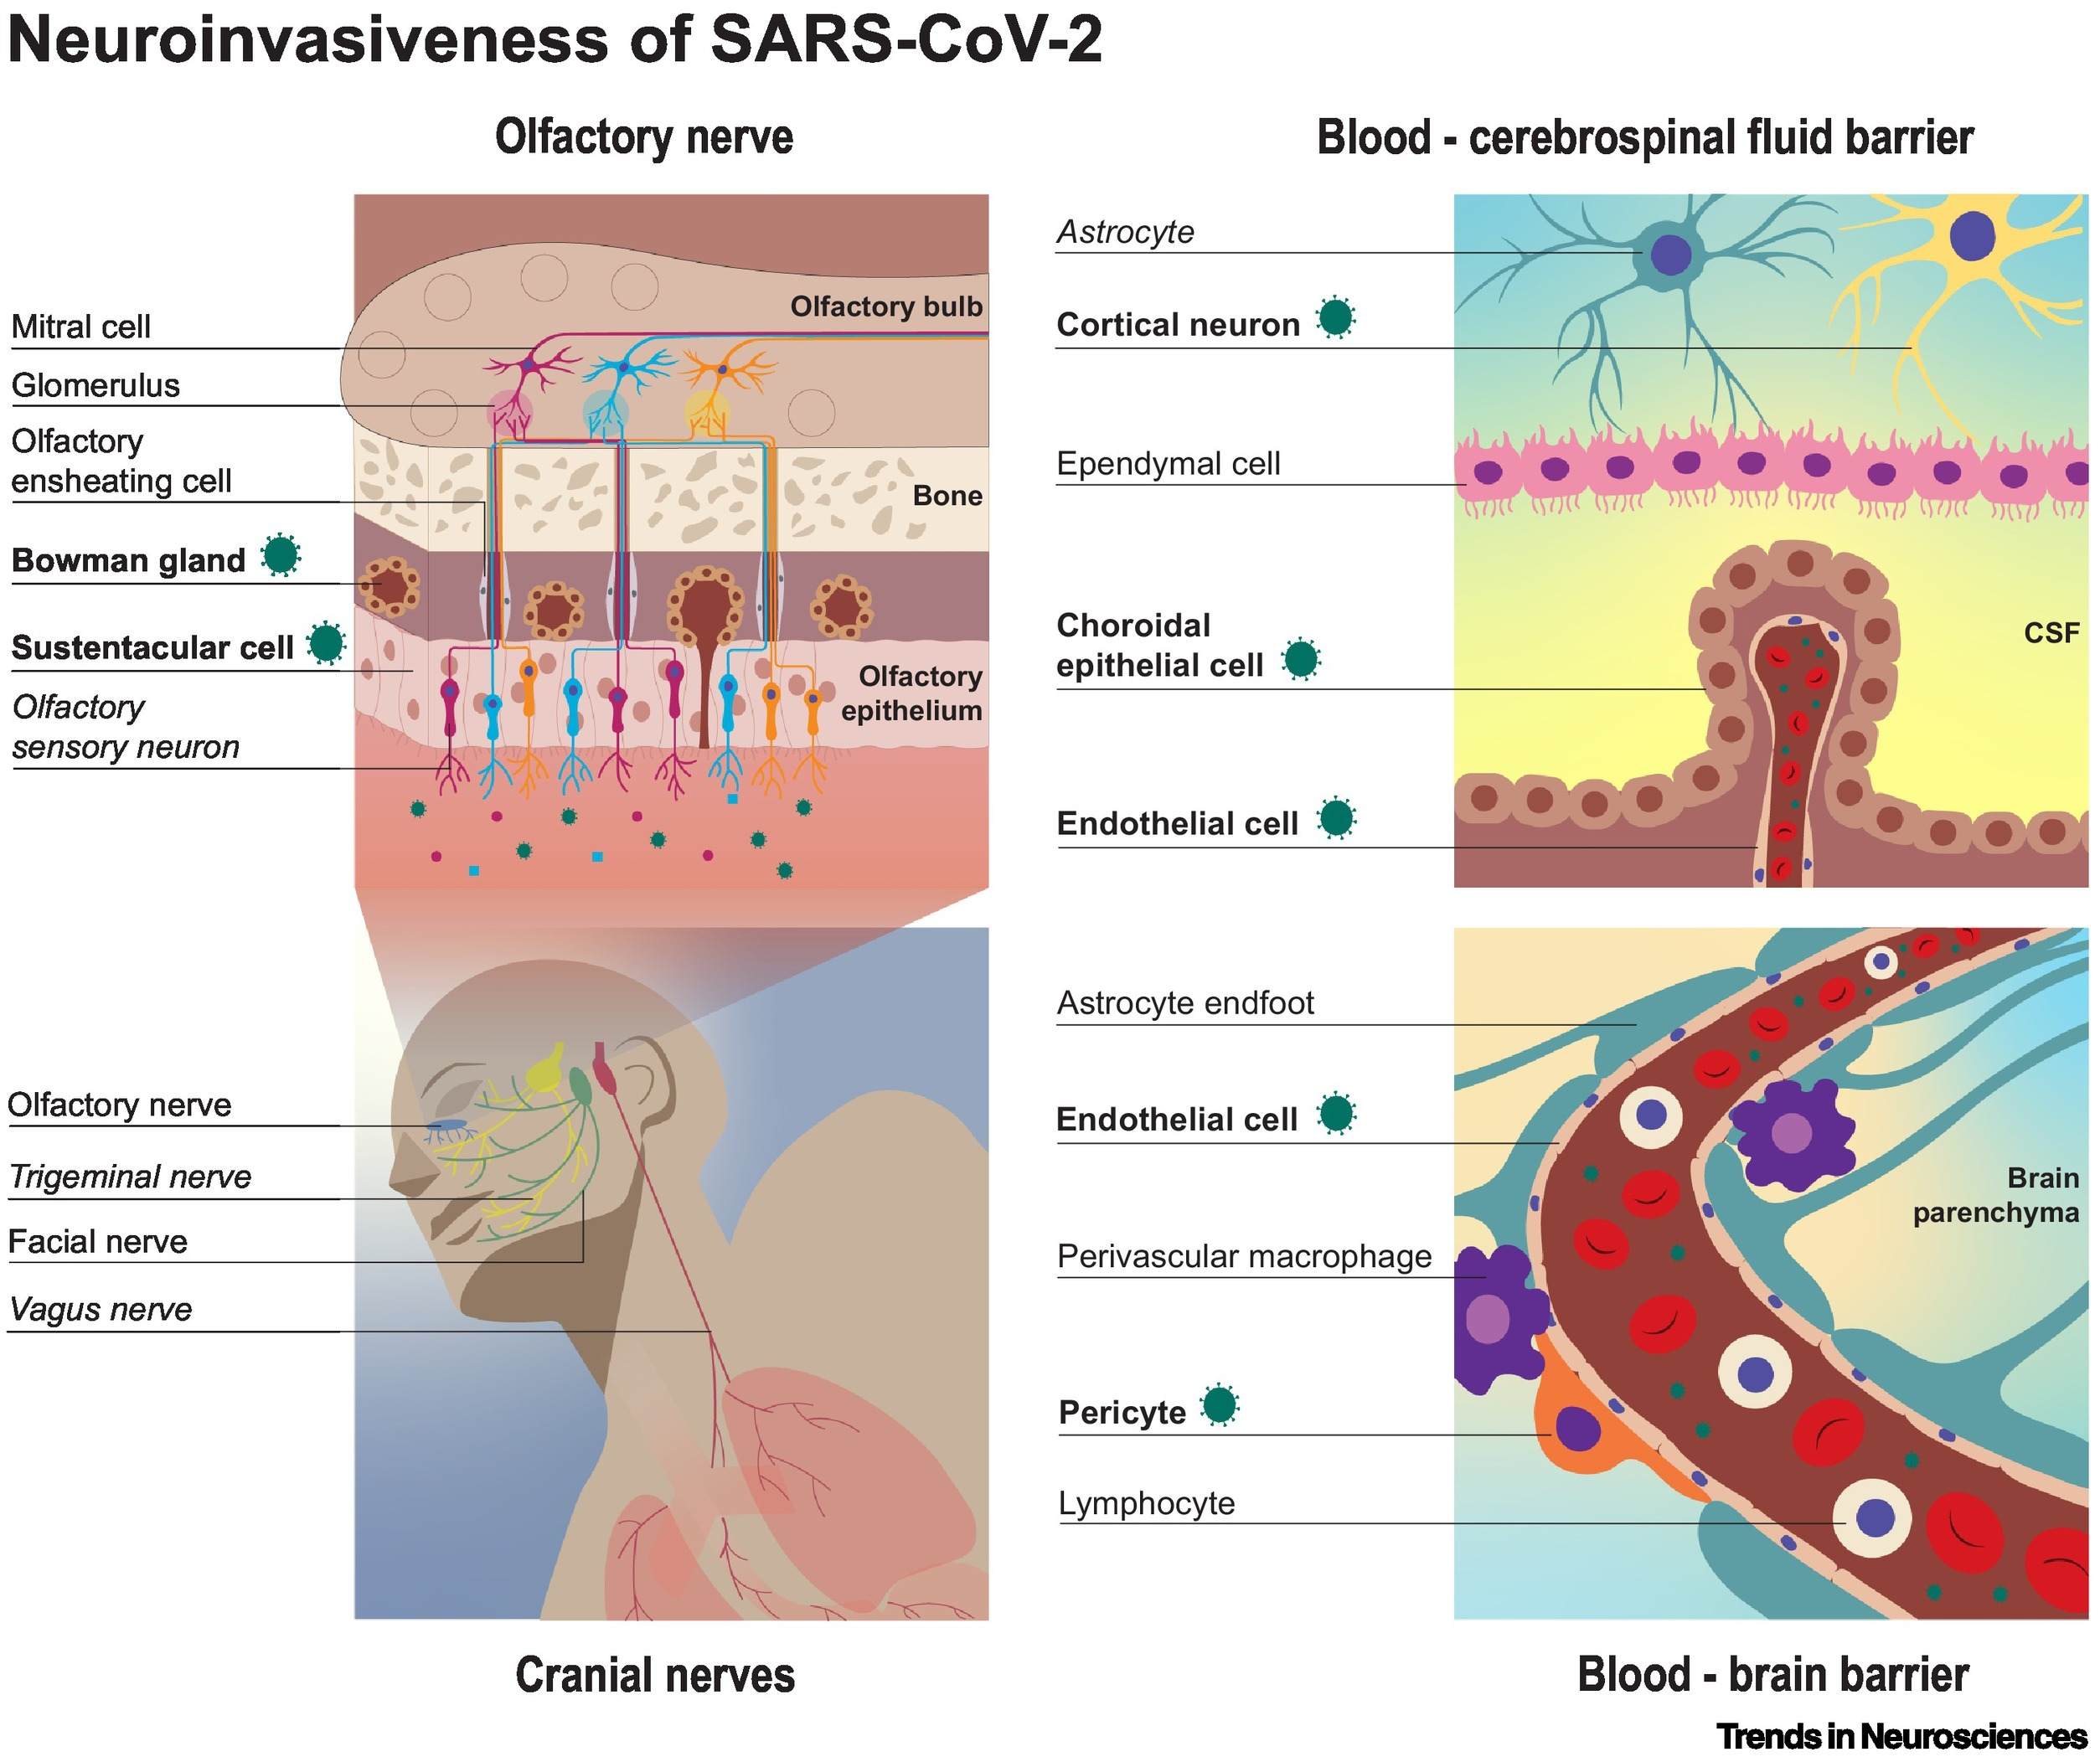 Neuroinvasiveness of SARS-CoV-2
Olfactory nerve
Mitral cell
Glomerulus
Olfactory
ensheating cell
Bowman gland
Sustentacular cell
Olfactory
sensory neuron
Olfactory bulb
Bone
Olfactory
epithelium
Blood - cerebrospinal fluid barrier
Astrocyte
Cortical neuron
Ependymal cell
Choroidal
epithelial cell
Endothelial cell
CSF
Olfactory nerve
Trigeminal nerve
Facial nerve
Vagus nerve
Cranial nerves
Astrocyte endfoot
Endothelial cell
Perivascular macrophage
Pericyte
Lymphocyte
Brain
parenchyma
Blood - brain barrier
Trends in Neurosciences